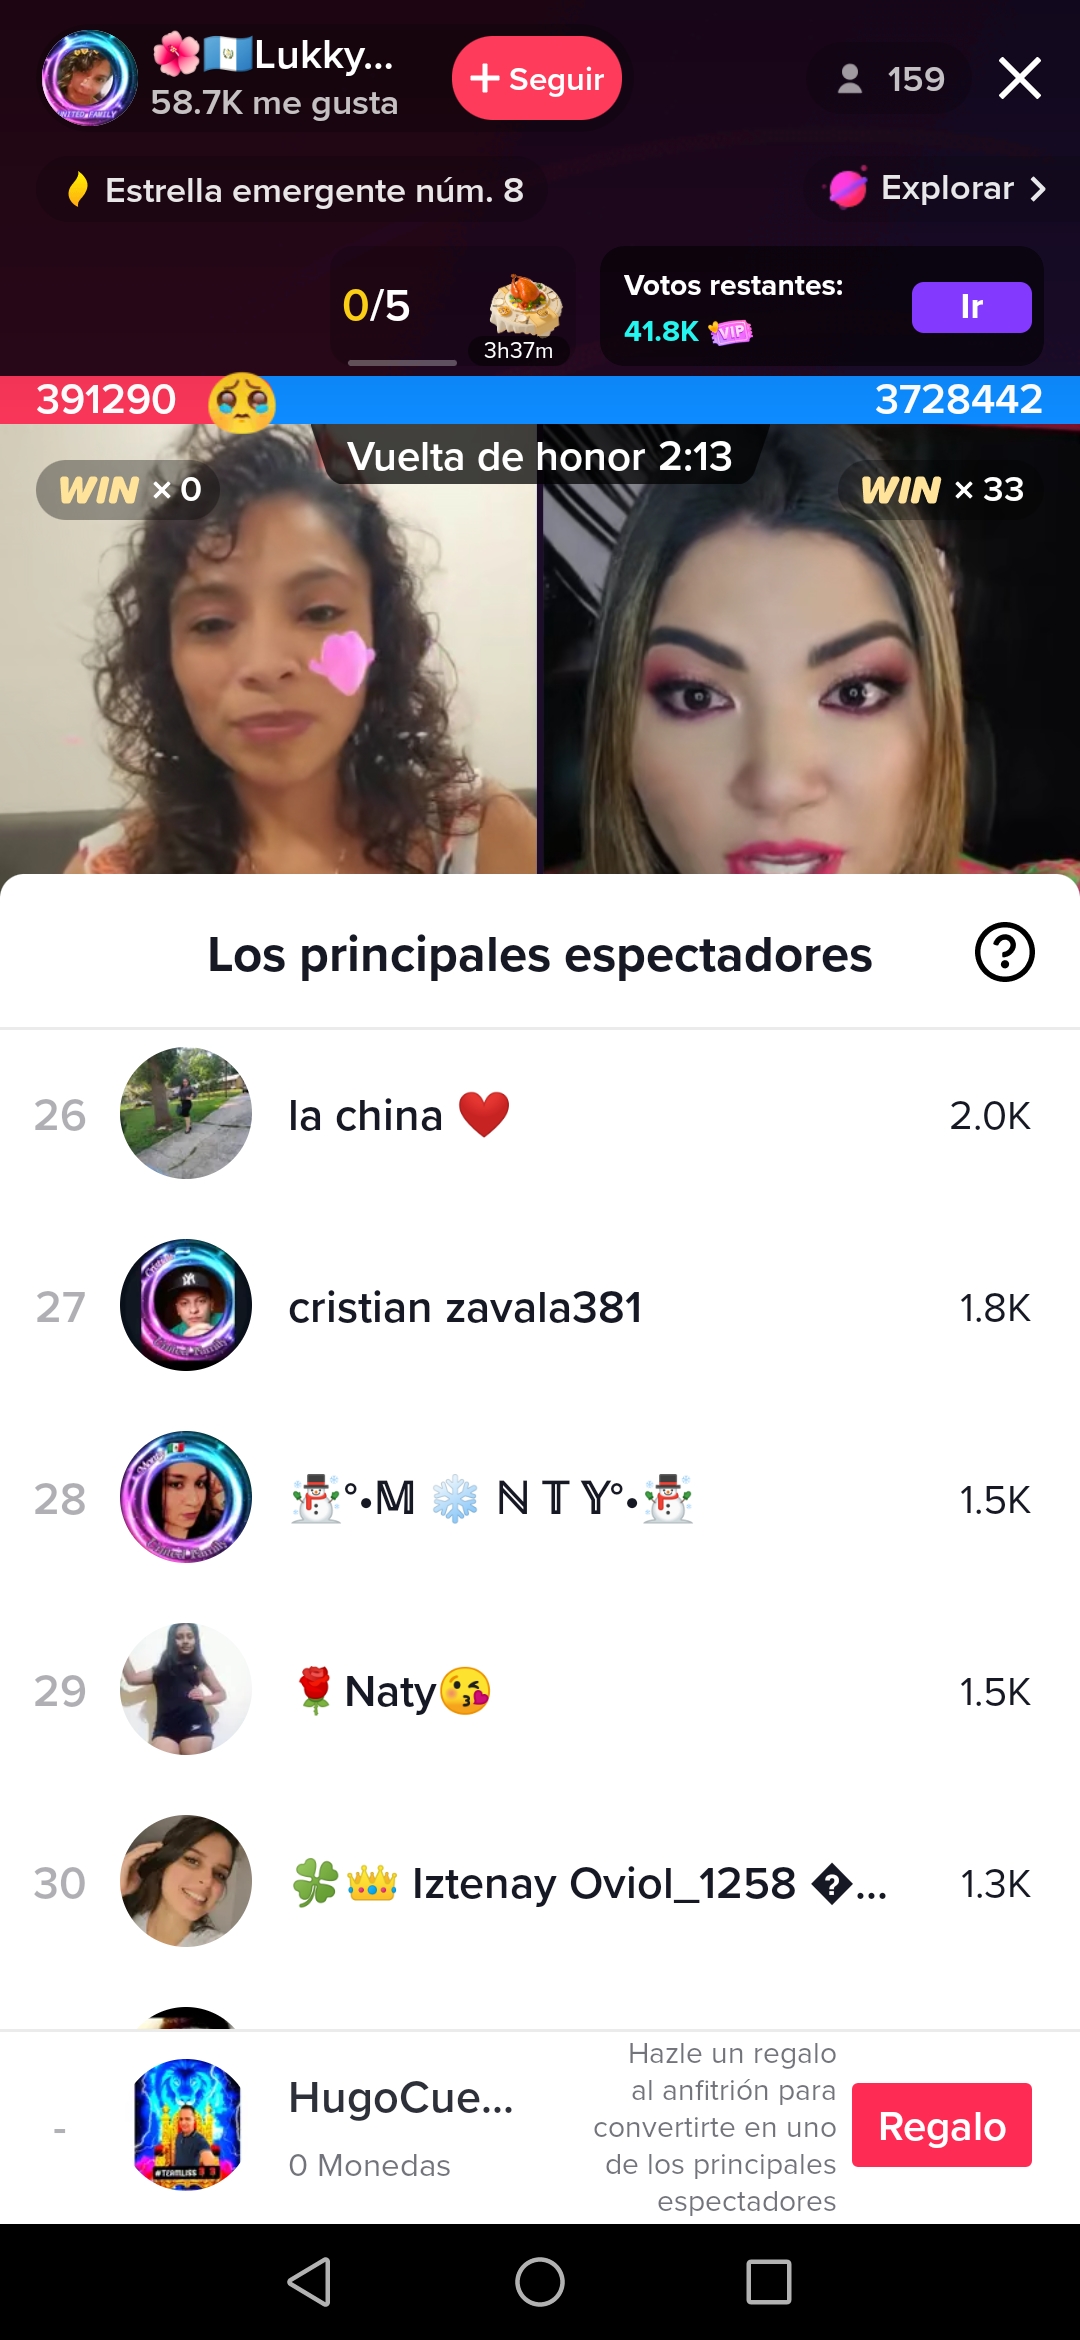 🌺🇬🇹Lukky...
58.7K me gusta
+ Seguir
159
Estrella emergente núm. 8
Explorar
0/5
3h37m
Votos restantes:
41.8K VIP
Ir
391290
3728442
Vuelta de honor 2:13
WIN × 0
WIN × 33
Los principales espectadores
26 la china ❤️ 2.0K
27 cristian zavala381 1.8K
28 ⛄°•𝕄 ❄️ ℕ 𝕋 𝕐°•⛄ 1.5K
29 🌹Naty😘 1.5K
30 🍀👑 Iztenay Oviol_1258 �... 1.3K
- HugoCue...
0 Monedas
Hazle un regalo
al anfitrión para
convertirte en uno
de los principales
espectadores
Regalo
#TEAMLISS